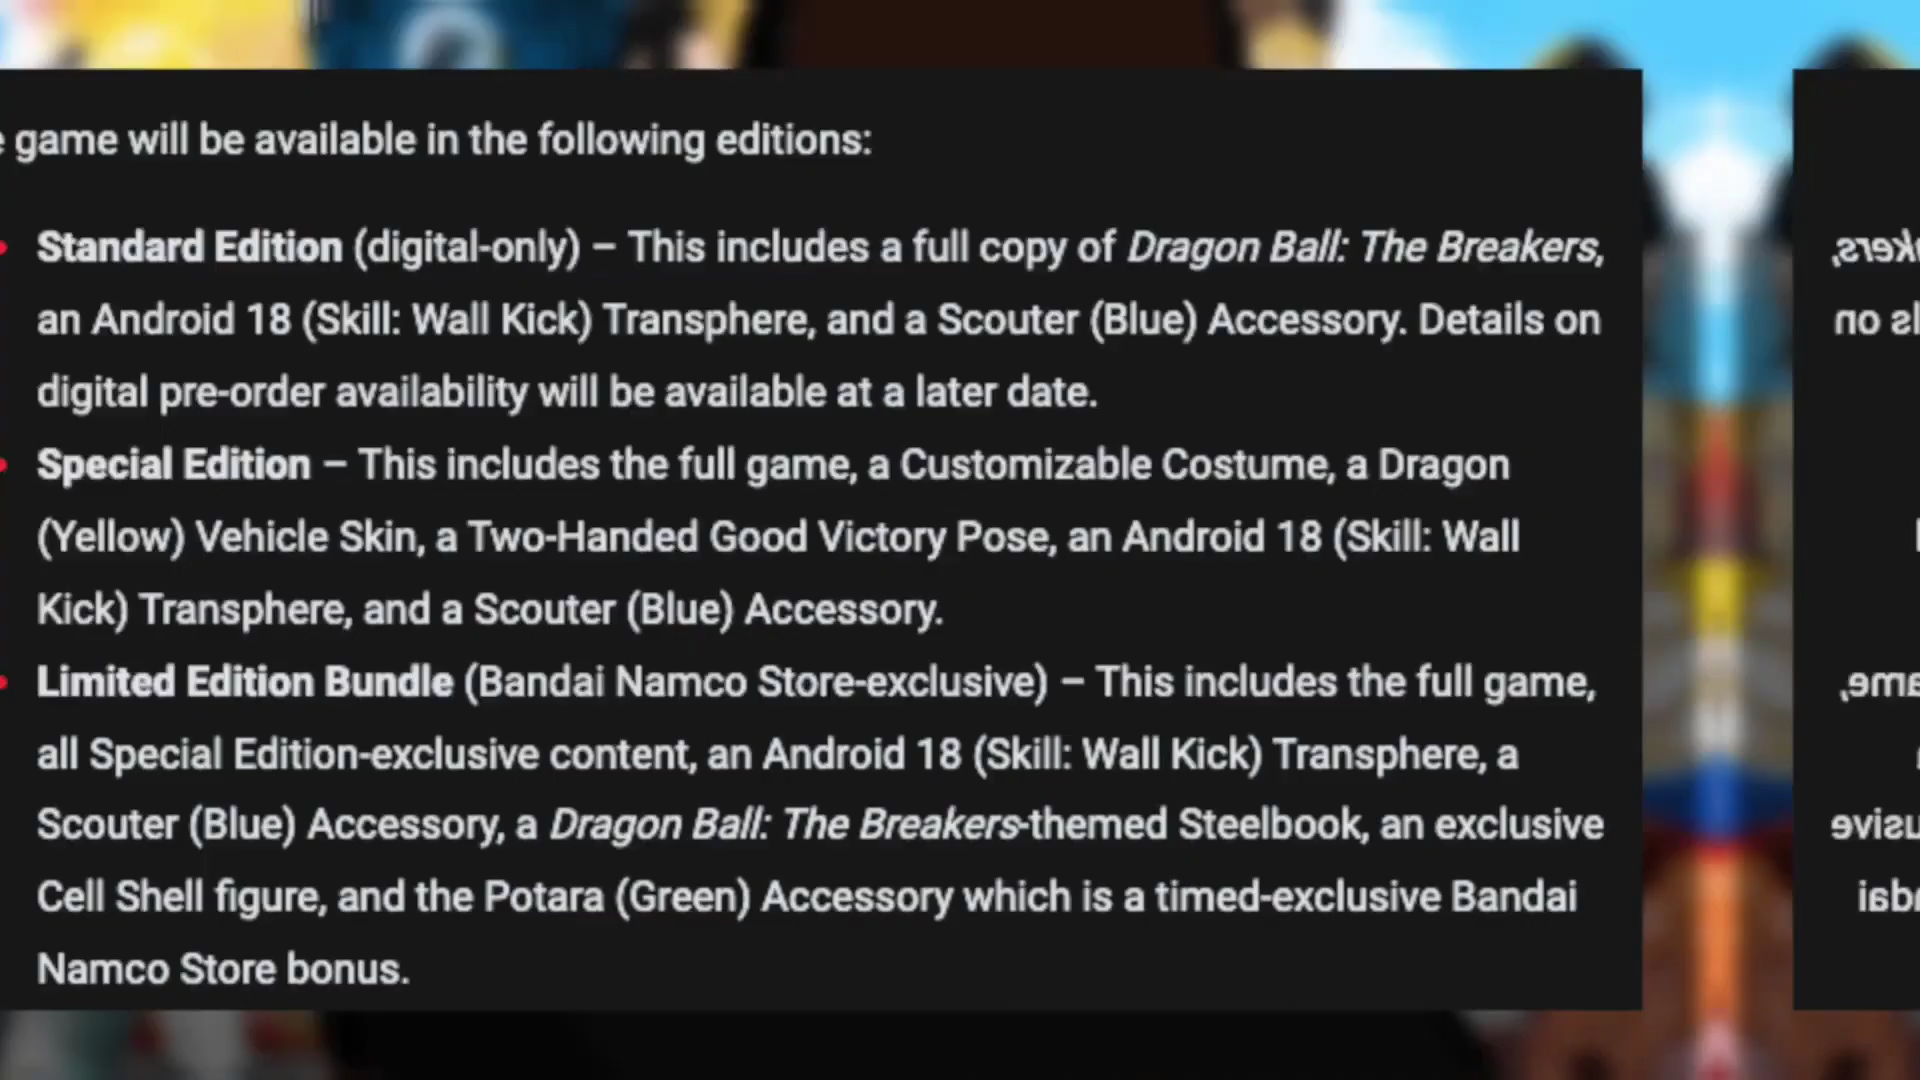 game will be available in the following editions:
Standard Edition (digital-only) – This includes a full copy of Dragon Ball: The Breakers,
an Android 18 (Skill: Wall Kick) Transphere, and a Scouter (Blue) Accessory. Details on
digital pre-order availability will be available at a later date.
Special Edition – This includes the full game, a Customizable Costume, a Dragon
(Yellow) Vehicle Skin, a Two-Handed Good Victory Pose, an Android 18 (Skill: Wall
Kick) Transphere, and a Scouter (Blue) Accessory.
Limited Edition Bundle (Bandai Namco Store-exclusive) – This includes the full game,
all Special Edition-exclusive content, an Android 18 (Skill: Wall Kick) Transphere, a
Scouter (Blue) Accessory, a Dragon Ball: The Breakers-themed Steelbook, an exclusive
Cell Shell figure, and the Potara (Green) Accessory which is a timed-exclusive Bandai
Namco Store bonus.